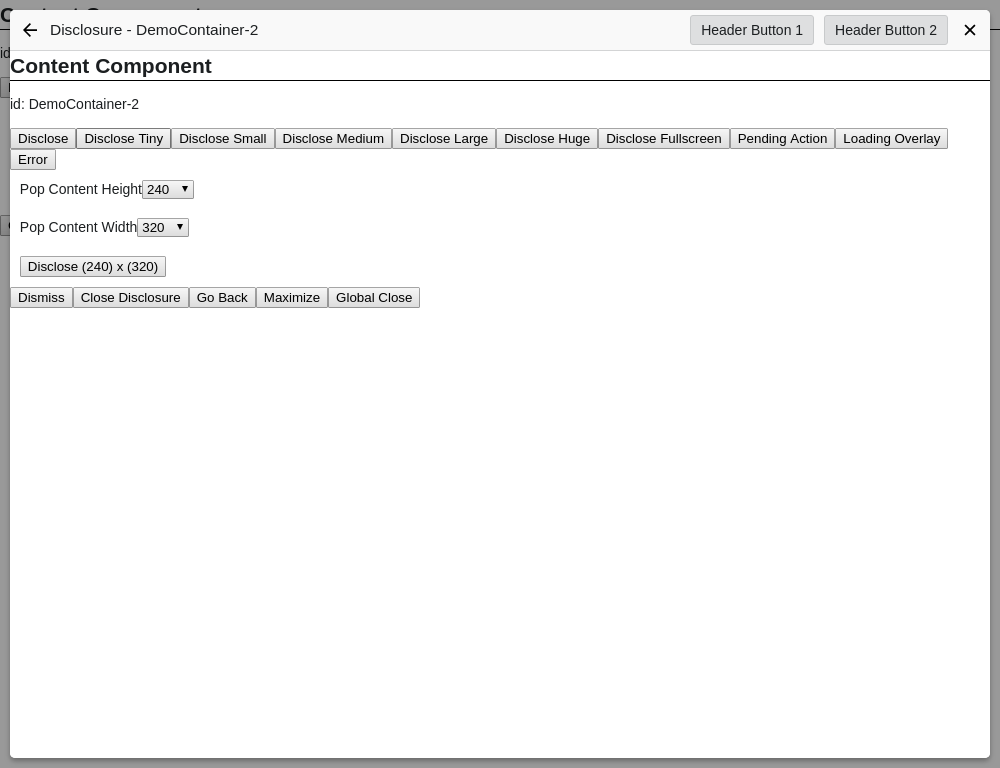 Disclosure - DemoContainer-2
Header Button 1 Header Button 2
Content Component
id: DemoContainer-2
Disclose Disclose Tiny Disclose Small Disclose Medium Disclose Large Disclose Huge Disclose Fullscreen Pending Action Loading Overlay
Error
Pop Content Height 240
Pop Content Width 320
Disclose (240) x (320)
Dismiss Close Disclosure Go Back Maximize Global Close